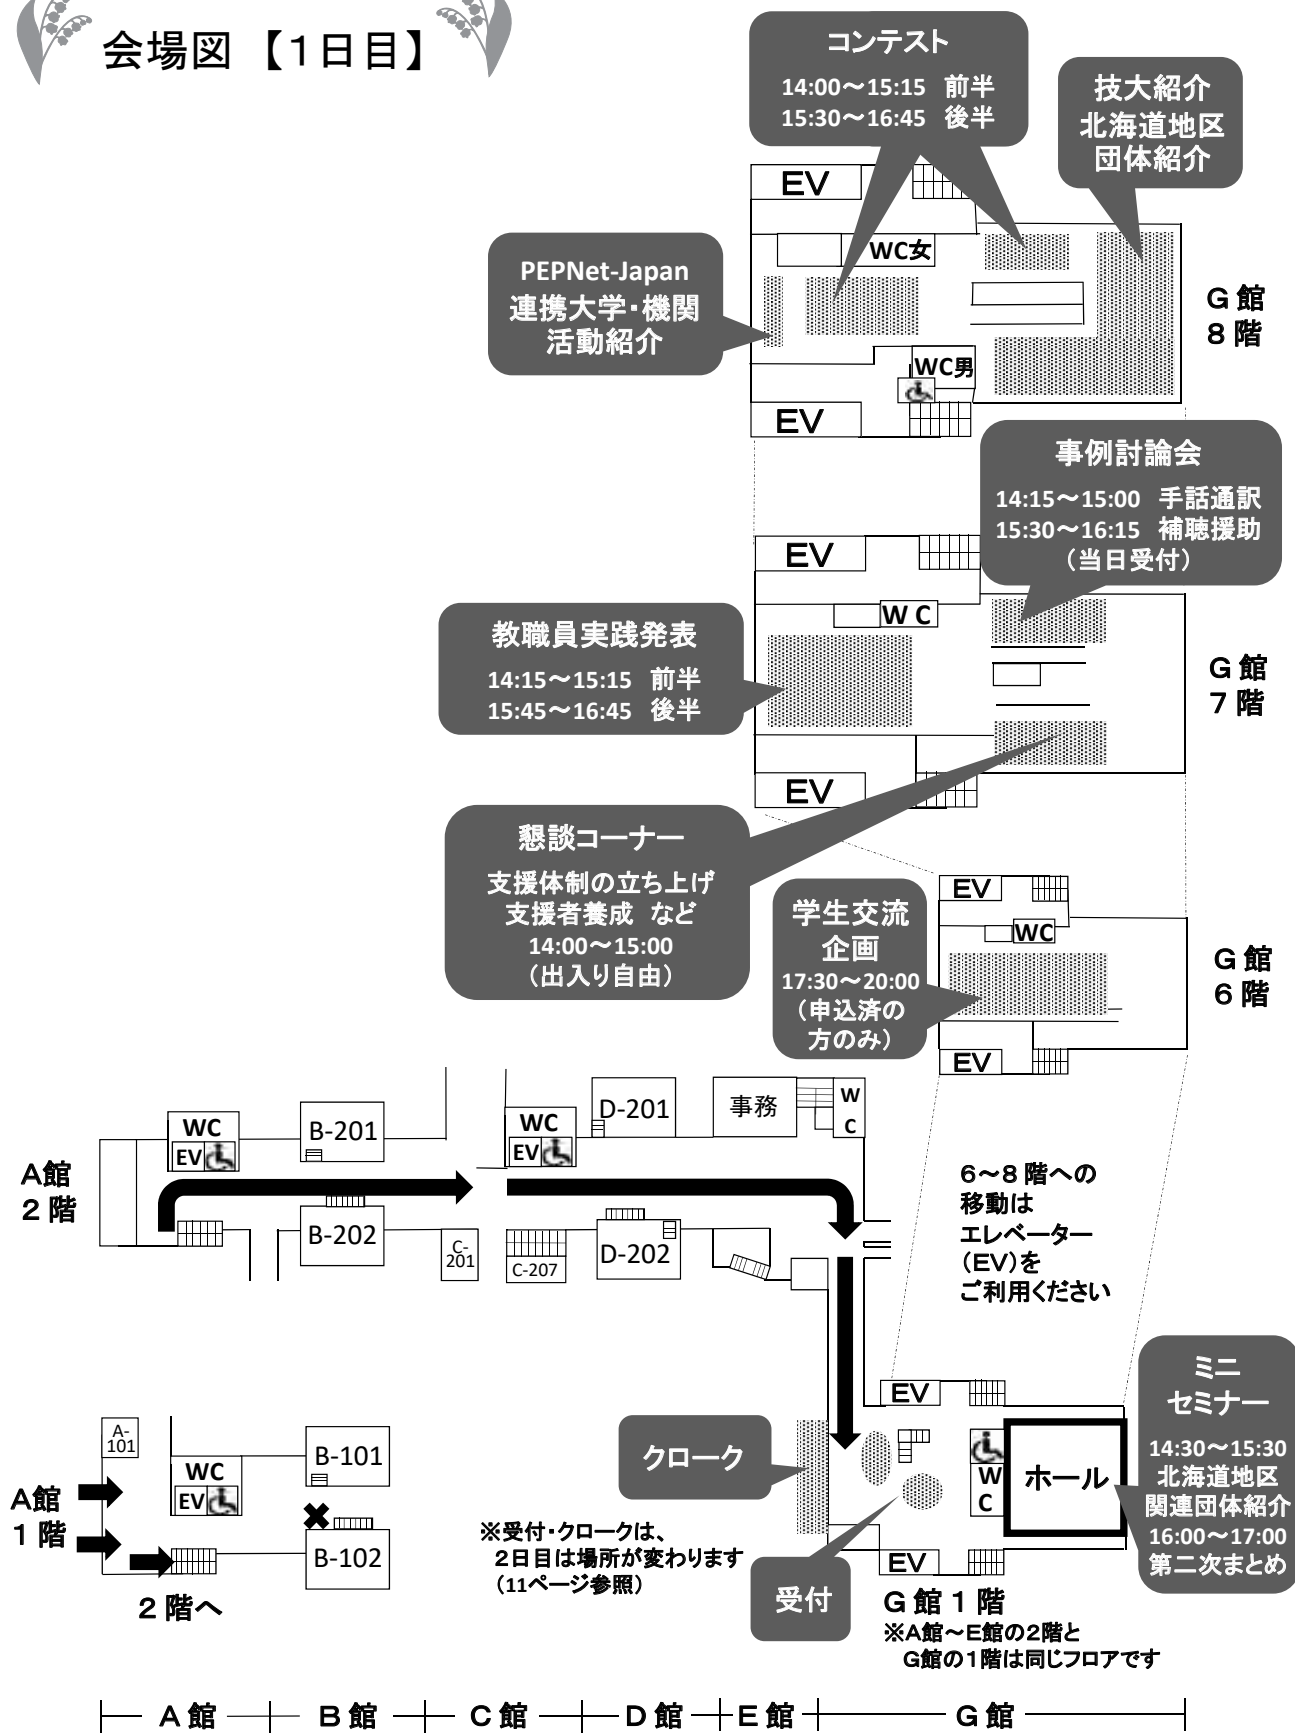 会場図【1日目】
コンテスト
14:00～15:15 前半
15:30～16:45 後半
技大紹介
北海道地区
団体紹介
PEPNet-Japan
連携大学・機関
活動紹介
EV
WC女
WC男
EV
G館
8階
事例討論会
14:15～15:00 手話通訳
15:30～16:15 補聴援助
（当日受付）
教職員実践発表
14:15～15:15 前半
15:45～16:45 後半
EV
WC
EV
G館
7階
懇談コーナー
支援体制の立ち上げ
支援者養成 など
14:00～15:00
（出入り自由）
学生交流
企画
17:30～20:00
（申込済の
方のみ）
EV
WC
EV
G館
6階
A館
2階
WC
EV
B-201
B-202
C-
201
WC
EV
C-207
D-201
D-202
事務
W
C
6～8階への
移動は
エレベーター
（EV）を
ご利用ください
A館
1階
A-
101
WC
EV
B-101
B-102
2階へ
クローク
※受付・クロークは、
2日目は場所が変わります
（11ページ参照）
受付
EV
W
C
ホール
EV
ミニ
セミナー
14:30～15:30
北海道地区
関連団体紹介
16:00～17:00
第二次まとめ
G館1階
※A館～E館の2階と
G館の1階は同じフロアです
A館 B館 C館 D館 E館 G館